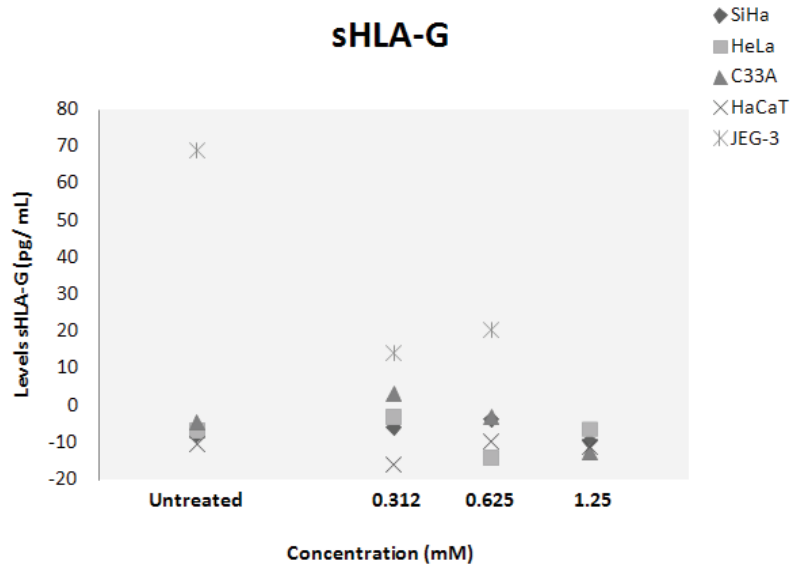 sHLA-G
SiHa
HeLa
C33A
HaCaT
JEG-3
80
70
60
50
40
30
20
10
0
-10
-20
Levels sHLA-G (pg/ mL)
Untreated 0.312 0.625 1.25
Concentration (mM)